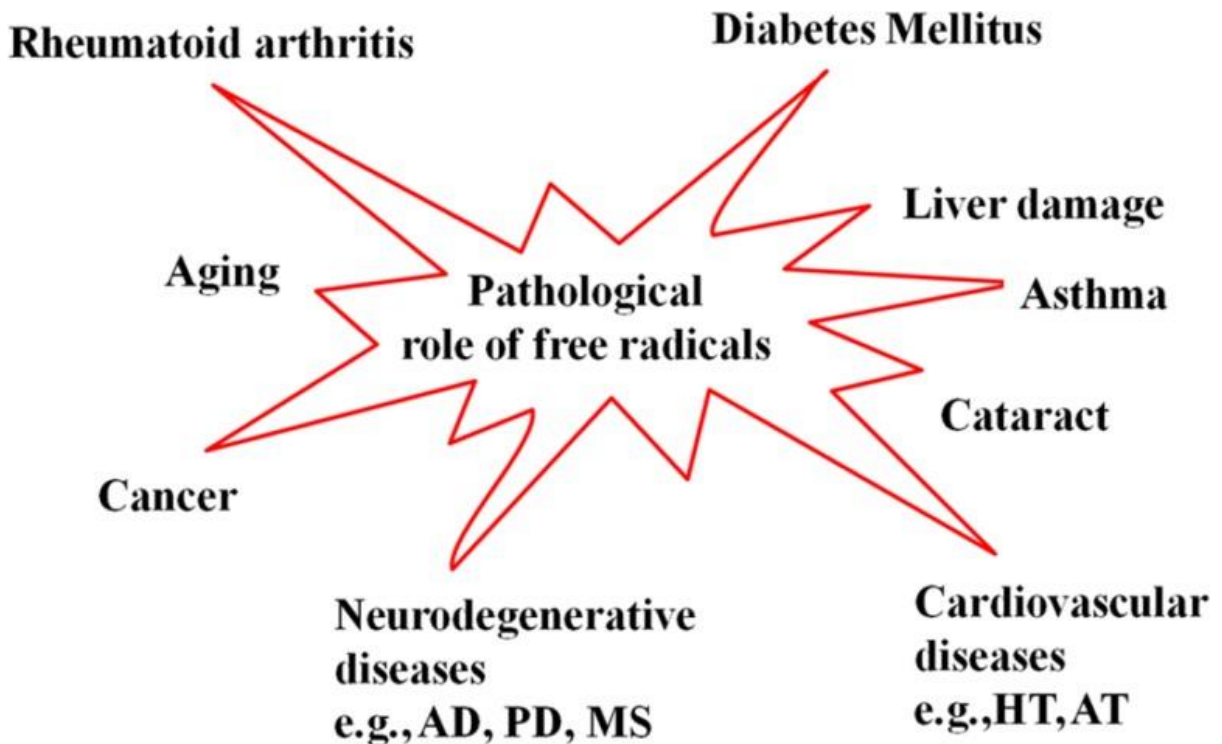 Rheumatoid arthritis
Diabetes Mellitus
Liver damage
Aging
Pathological
role of free radicals
Asthma
Cataract
Cancer
Neurodegenerative
diseases
e.g., AD, PD, MS
Cardiovascular
diseases
e.g.,HT, AT